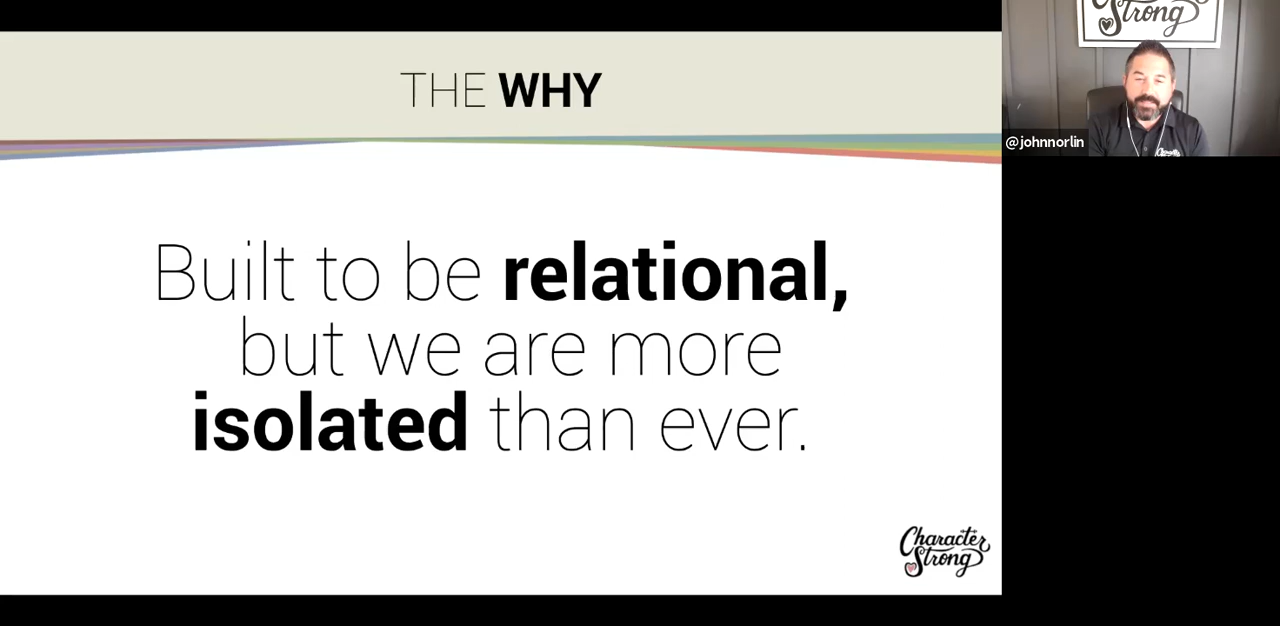 THE WHY
Built to be relational,
but we are more
isolated than ever.
Character
Strong
Strong
@johnnorlin